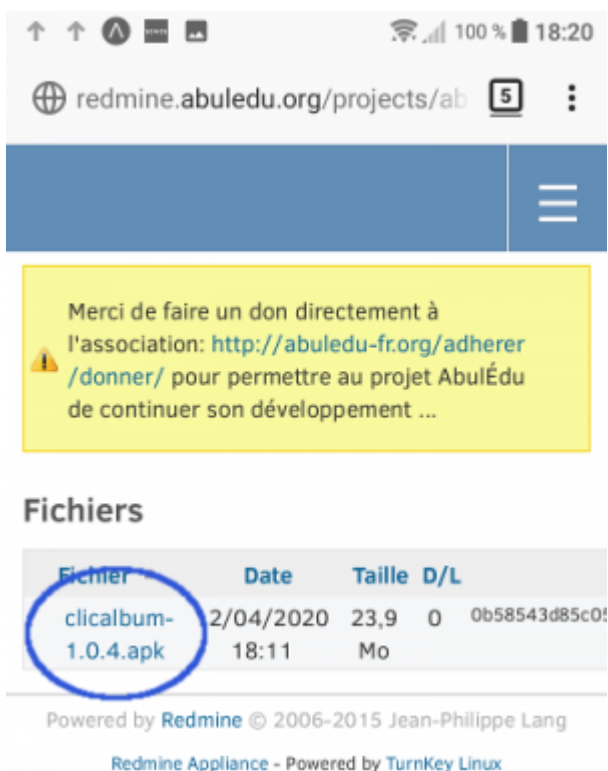 100 % 18:20
redmine.abuledu.org/projects/ab 5
Merci de faire un don directement à
l'association: http://abuledu-fr.org/adherer
/donner/ pour permettre au projet AbulÉdu
de continuer son développement ...
Fichiers
Fichier Date Taille D/L
clicalbum- 2/04/2020 23,9 0 0b58543d85c05
1.0.4.apk 18:11 Mo
Powered by Redmine © 2006-2015 Jean-Philippe Lang
Redmine Appliance - Powered by TurnKey Linux